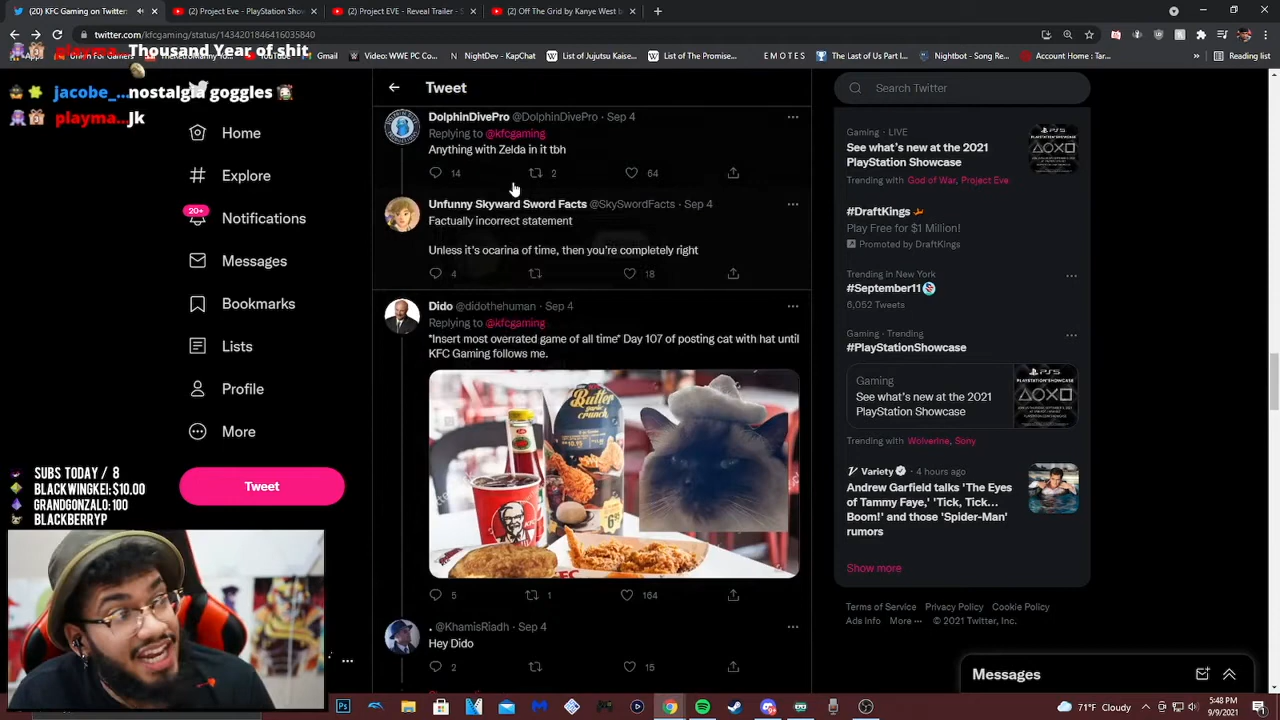 (20) KFC Gaming
(2) Project EVE - PlayStation Show
(2) Project EVE - Reveal Trailer - S
(2) Off The Grid by Kanye West b
twitter.com/kfcgaming/status/1434201846416035840
Gmail
Video: WWE COM
NightDev - KapChat
List of Jujutsu Kaise
List of The Promise
E M O T E S
The Last of Us (Par
Nightbot - Regular
Account Home : Tar
playma... Thousand Year of shit
jacobe_... nostalgia goggles
playma... Jk
Home
Explore
20+
Notifications
Messages
Bookmarks
Lists
Profile
More
Tweet
SUBS TODAY / 8
BLACKWINGKEI: $10.00
GRANDGONZALO: 100
BLACKBERRYP
Tweet
DolphinDivePro @DolphinDivePro · Sep 4
Replying to @kfcgaming
Anything with Zelda in it tbh
14 2 64
Unfunny Skyward Sword Facts @SkySwordFacts · Sep 4
Factually incorrect statement
Unless it's ocarina of time, then you're completely right
4 18
Dido @didothehuman · Sep 4
Replying to @kfcgaming
*Insert most overrated game of all time* Day 107 of posting cat with hat until
KFC Gaming follows me.
Butter
garlic
crunch
KFC
5 1 164
. @KhamisRiadh · Sep 4
Hey Dido
2 15
Search Twitter
Gaming · LIVE
See what's new at the 2021
PlayStation Showcase
Trending with God of War, Project Eve
#DraftKings
Play Free for $1 Million!
Promoted by DraftKings
Trending in New York
#September11
6,052 Tweets
Gaming · Trending
#PlayStationShowcase
Gaming
See what's new at the 2021
PlayStation Showcase
Trending with Wolverine, Sony
Variety · 4 hours ago
Andrew Garfield talks 'The Eyes
of Tammy Faye,' 'Tick, Tick...
Boom!' and those 'Spider-Man'
rumors
Show more
Terms of Service Privacy Policy Cookie Policy
Ads info More ··· © 2021 Twitter, Inc.
Messages
71°F Cloudy
5:48 PM
9/9/2021